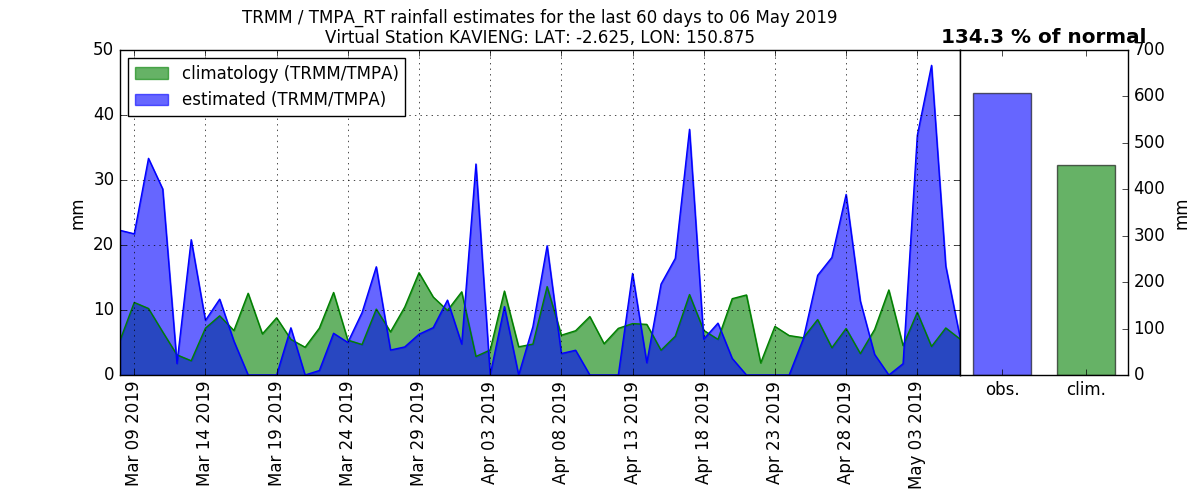 TRMM / TMPA_RT rainfall estimates for the last 60 days to 06 May 2019
Virtual Station KAVIENG: LAT: -2.625, LON: 150.875
134.3 % of normal
climatology (TRMM/TMPA)
estimated (TRMM/TMPA)
50
40
30
20
10
0
mm
Mar 09 2019
Mar 14 2019
Mar 19 2019
Mar 24 2019
Mar 29 2019
Apr 03 2019
Apr 08 2019
Apr 13 2019
Apr 18 2019
Apr 23 2019
Apr 28 2019
May 03 2019
obs.
clim.
700
600
500
400
300
200
100
0
mm